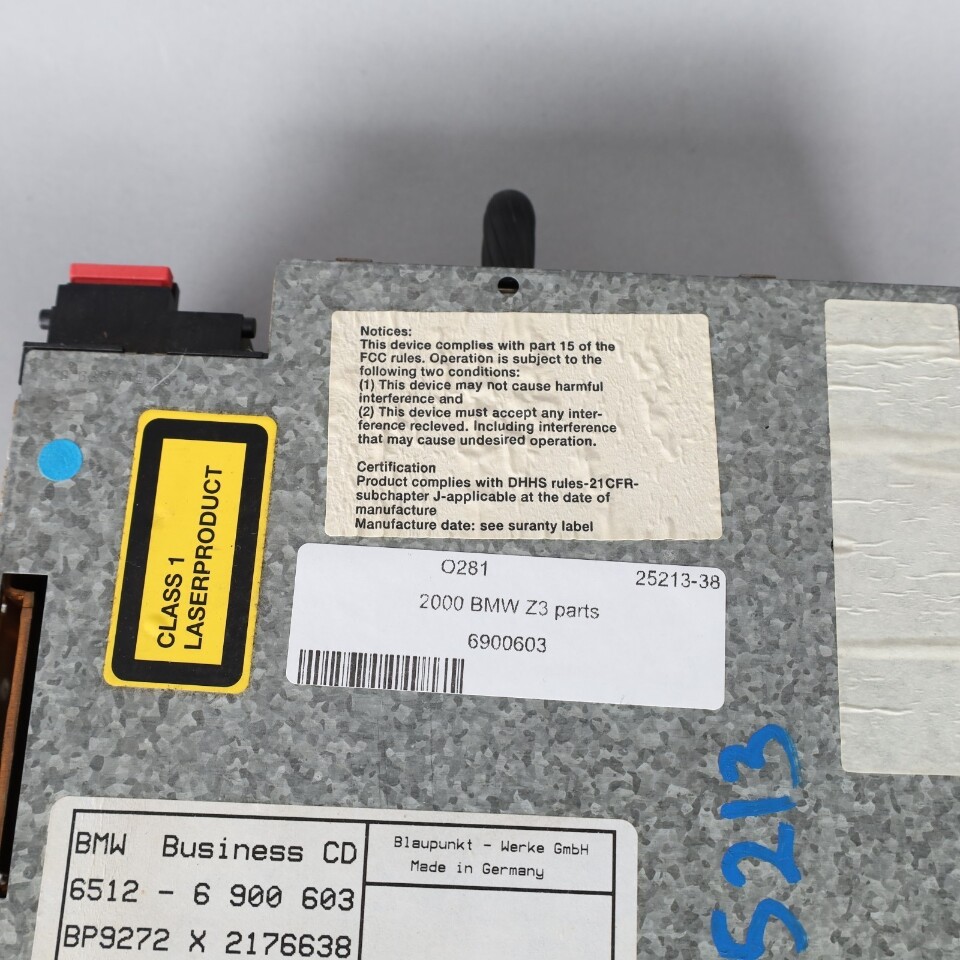 Notices:
This device complies with part 15 of the
FCC rules. Operation is subject to the
following two conditions:
(1) This device may not cause harmful
interference and
(2) This device must accept any inter-
ference recieved. Including interference
that may cause undesired operation.
Certification
Product complies with DHHS rules-21CFR-
subchapter J-applicable at the date of
manufacture
Manufacture date: see suranty label
CLASS 1
LASERPRODUCT
O281
25213-38
2000 BMW Z3 parts
6900603
BMW Business CD
6512 - 6 900 603
BP9272 X 2176638
Blaupunkt - Werke GmbH
Made in Germany
5213